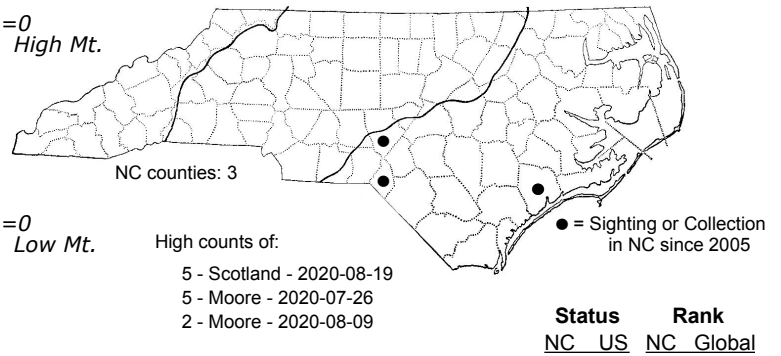 =0
High Mt.
NC counties: 3
=0
Low Mt.
High counts of:
5 - Scotland - 2020-08-19
5 - Moore - 2020-07-26
2 - Moore - 2020-08-09
● = Sighting or Collection
in NC since 2005
Status Rank
NC US NC Global